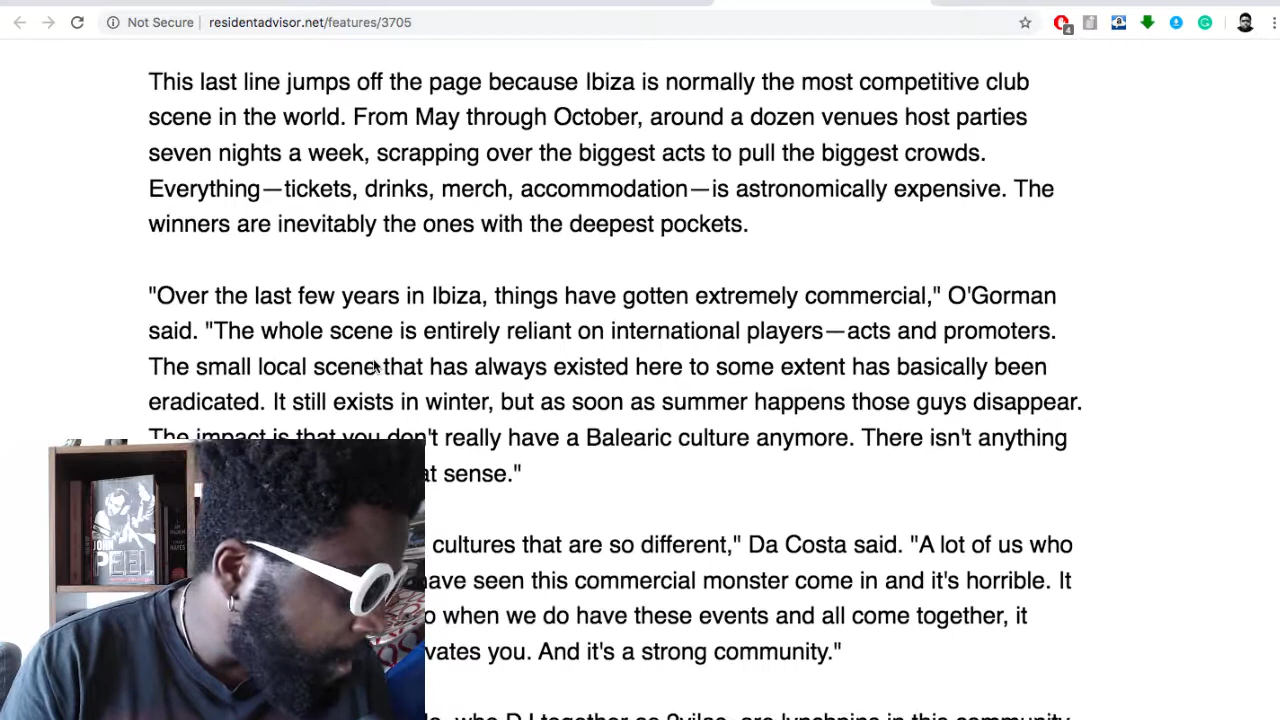 Not Secure | residentadvisor.net/features/3705
4
This last line jumps off the page because Ibiza is normally the most competitive club
scene in the world. From May through October, around a dozen venues host parties
seven nights a week, scrapping over the biggest acts to pull the biggest crowds.
Everything—tickets, drinks, merch, accommodation—is astronomically expensive. The
winners are inevitably the ones with the deepest pockets.
"Over the last few years in Ibiza, things have gotten extremely commercial," O'Gorman
said. "The whole scene is entirely reliant on international players—acts and promoters.
The small local scene that has always existed here to some extent has basically been
eradicated. It still exists in winter, but as soon as summer happens those guys disappear.
The impact is that you don't really have a Balearic culture anymore. There isn't anything
at sense."
cultures that are so different," Da Costa said. "A lot of us who
have seen this commercial monster come in and it's horrible. It
o when we do have these events and all come together, it
vates you. And it's a strong community."
who DJ together as 2vilas, are lynchpins in this community
JOHN
PEEL